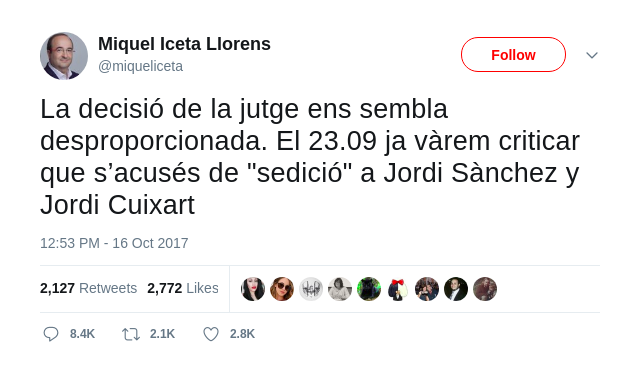 Miquel Iceta Llorens
@miqueliceta
Follow
La decisió de la jutge ens sembla
desproporcionada. El 23.09 ja vàrem criticar
que s’acusés de "sedició" a Jordi Sànchez y
Jordi Cuixart
12:53 PM - 16 Oct 2017
2,127 Retweets 2,772 Likes
8.4K 2.1K 2.8K